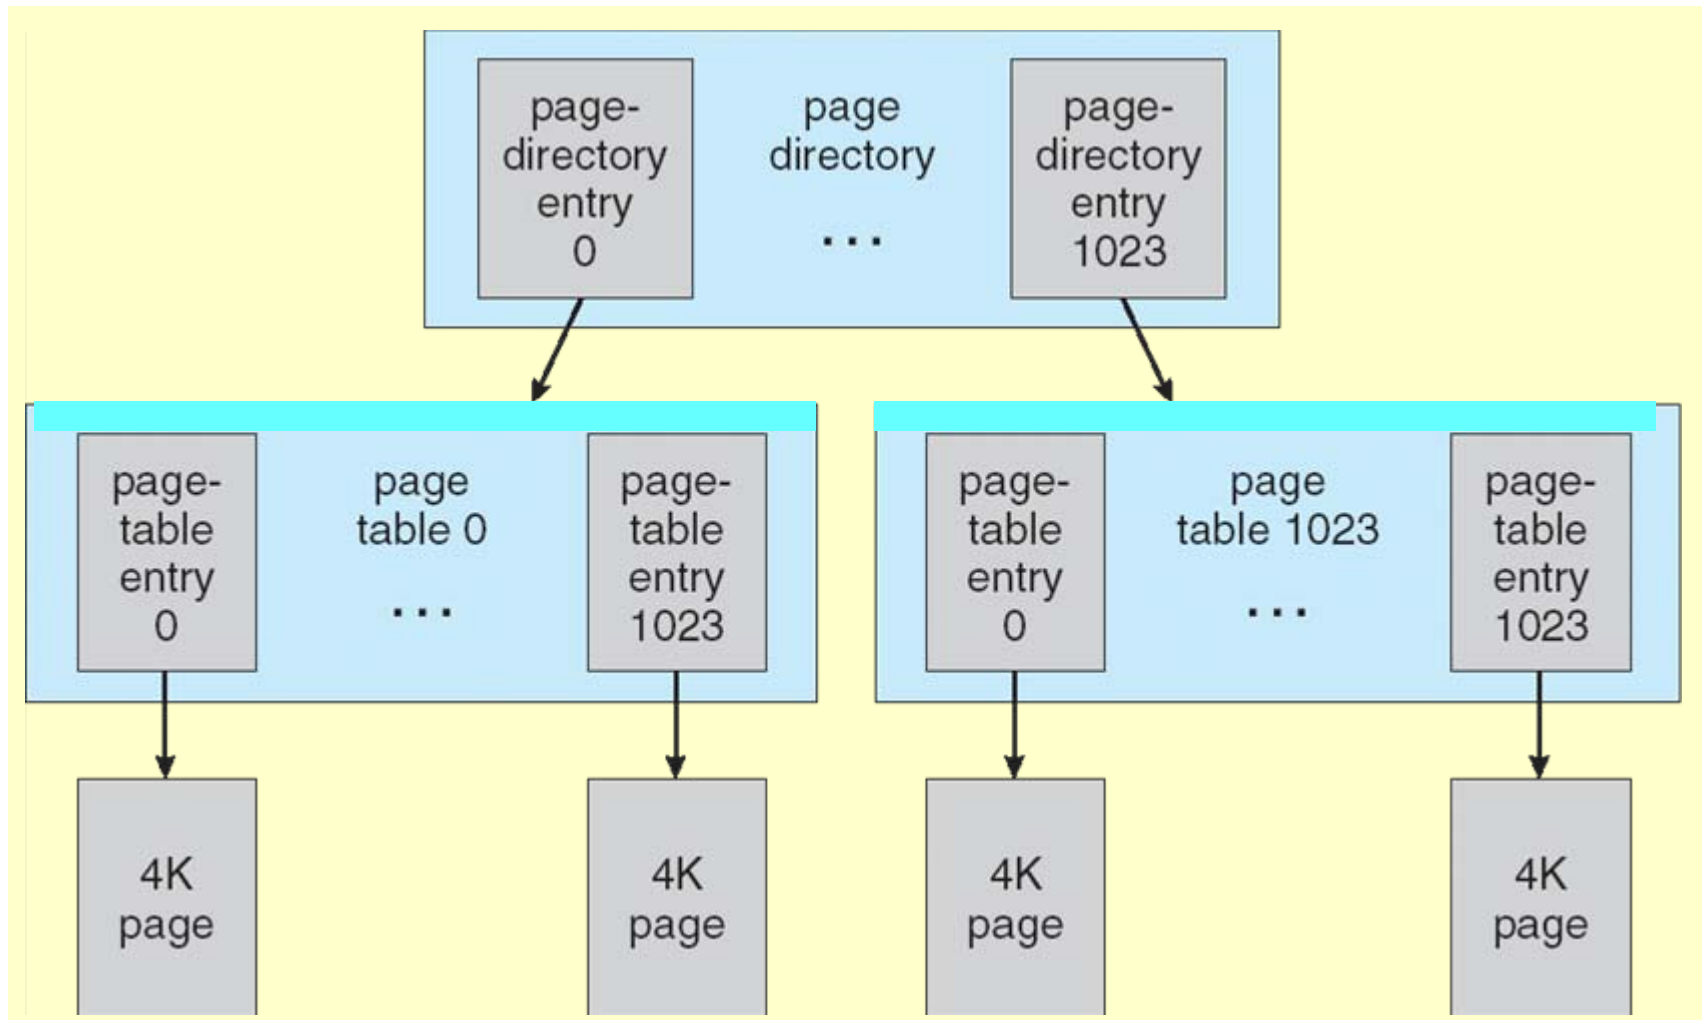 page-
directory
entry
0
page
directory
...
page-
directory
entry
1023
page-
table
entry
0
page
table 0
...
page-
table
entry
1023
page-
table
entry
0
page
table 1023
...
page-
table
entry
1023
4K
page
4K
page
4K
page
4K
page